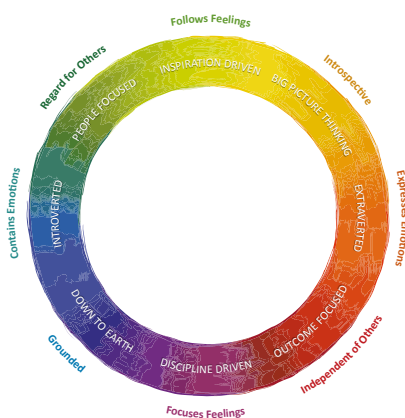 Follows Feelings
Introspective
Expresses Emotions
Independent of Others
Focuses Feelings
Grounded
Contains Emotions
Regard for Others
INSPIRATION DRIVEN
BIG PICTURE THINKING
EXTRAVERTED
OUTCOME FOCUSED
DISCIPLINE DRIVEN
DOWN TO EARTH
INTROVERTED
PEOPLE FOCUSED